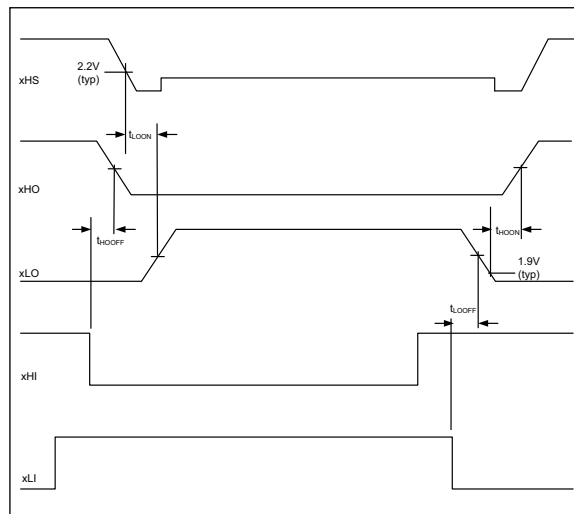 2.2V
(typ)
xHS
tLOON
xHO
tHOOFF
tHOON
xLO
1.9V
(typ)
tLOOFF
xHI
xLI